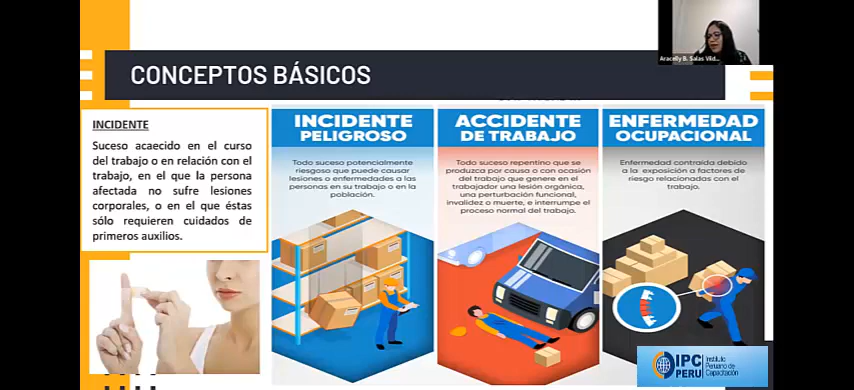 Aracelly B. Salas Vild...
CONCEPTOS BÁSICOS
INCIDENTE
Suceso acaecido en el curso
del trabajo o en relación con el
trabajo, en el que la persona
afectada no sufre lesiones
corporales, o en el que éstas
sólo requieren cuidados de
primeros auxilios.
INCIDENTE
PELIGROSO
Todo suceso potencialmente
riesgoso que puede causar
lesiones o enfermedades a las
personas en su trabajo o en la
población.
ACCIDENTE
DE TRABAJO
Todo suceso repentino que se
produzca por causa o con ocasión
del trabajo que genere en el
trabajador una lesión orgánica,
una perturbación funcional,
invalidez o muerte, e interrumpe el
proceso normal del trabajo.
ENFERMEDAD
OCUPACIONAL
Enfermedad contraída debido
a la exposición a factores de
riesgo relacionadas con el
trabajo.
IPC
PERU
Instituto
Peruano de
Capacitación